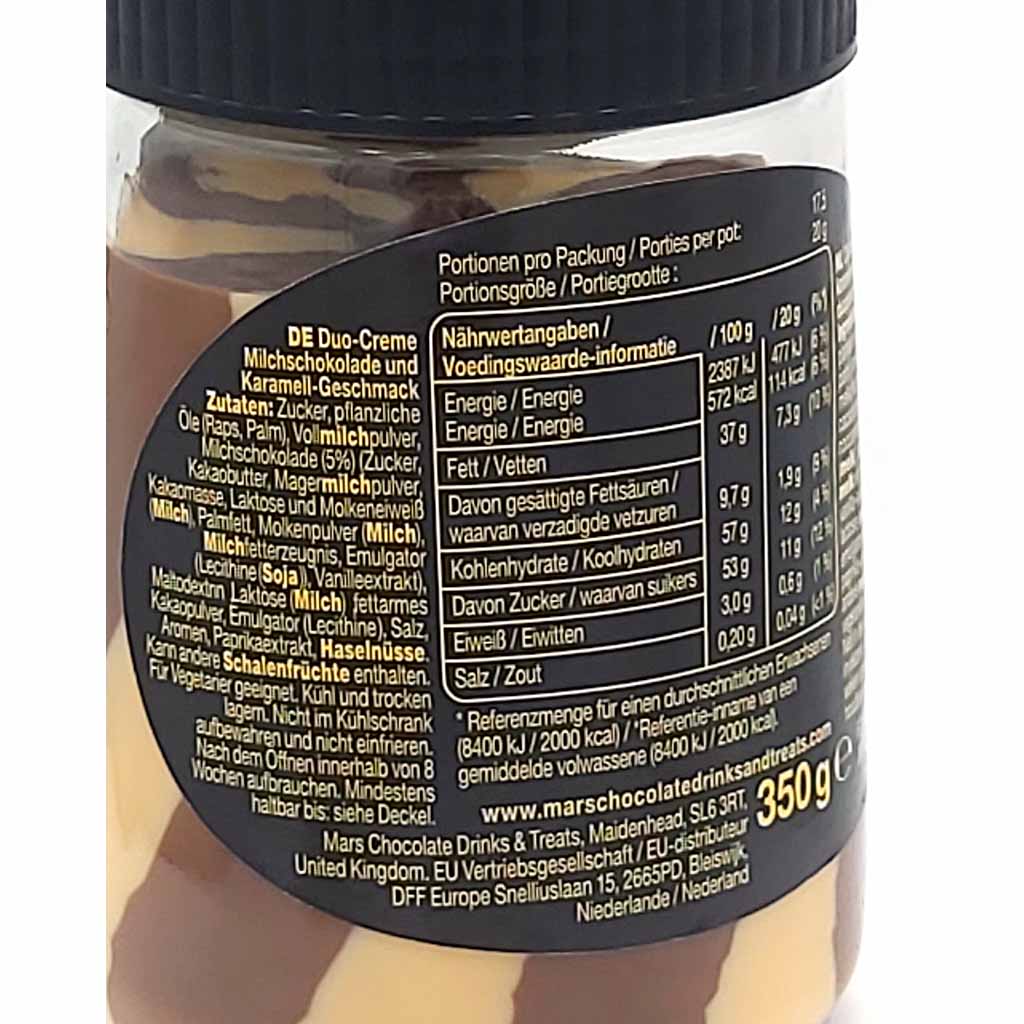 Portionen pro Packung / Porties per pot: 17,5
Portionsgröße / Portiegrootte : 20 g
DE Duo-Creme
Milchschokolade und
Karamell-Geschmack
Zutaten: Zucker, pflanzliche
Öle (Raps, Palm), Vollmilchpulver,
Milchschokolade (5%) (Zucker,
Kakaobutter, Magermilchpulver,
Kakaomasse, Laktose und Molkeneiweiß
(Milch), Palmfett, Molkenpulver (Milch),
Milchfetterzeugnis, Emulgator
(Lecithine (Soja)), Vanilleextrakt),
Maltodextrin, Laktose (Milch), fettarmes
Kakaopulver, Emulgator (Lecithine), Salz,
Aromen, Paprikaextrakt, Haselnüsse.
Kann andere Schalenfrüchte enthalten.
Für Vegetarier geeignet. Kühl und trocken
lagern. Nicht im Kühlschrank
aufbewahren und nicht einfrieren.
Nach dem Öffnen innerhalb von 8
Wochen aufbrauchen. Mindestens
haltbar bis: siehe Deckel.
Nährwertangaben /
Voedingswaarde-informatie / 100 g / 20 g (%*)
Energie / Energie 2387 kJ 477 kJ 6 %
Energie / Energie 572 kcal 114 kcal 6 %
Fett / Vetten 37 g 7,3 g (10 %)
Davon gesättigte Fettsäuren /
waarvan verzadigde vetzuren 9,7 g 1,9 g (9 %)
Kohlenhydrate / Koolhydraten 57 g 12 g (4 %)
Davon Zucker / waarvan suikers 53 g 11 g (12 %)
Eiweiß / Eiwitten 3,0 g 0.6 g (1 %)
Salz / Zout 0,20 g 0.04 g (<1 %)
* Referenzmenge für einen durchschnittlichen Erwachsenen
(8400 kJ / 2000 kcal) / *Referentie-inname van een
gemiddelde volwassene (8400 kJ / 2000 kcal).
www.marschocolatedrinksandtreats.com
Mars Chocolate Drinks & Treats, Maidenhead, SL6 3RT,
United Kingdom. EU Vertriebsgesellschaft / EU-distributeur
DFF Europe Snelliuslaan 15, 2665PD, Bleiswijk,
Niederlande / Nederland
350 g e